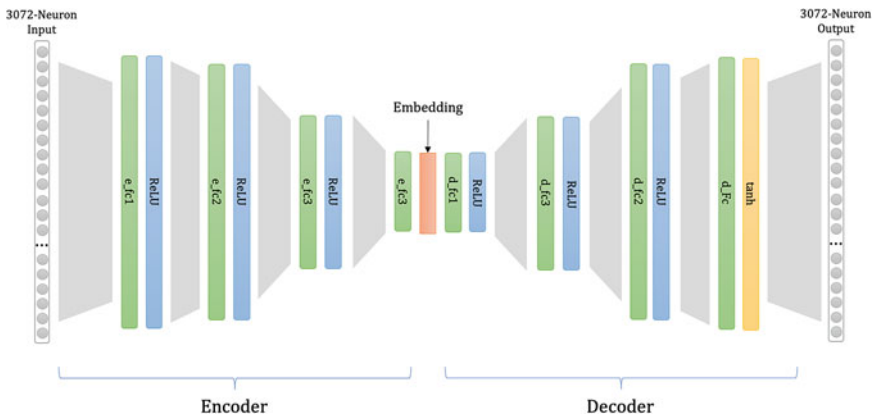 3072-Neuron
Input
3072-Neuron
Output
Embedding
e_fc1
ReLU
e_fc2
ReLU
e_fc3
ReLU
e_fc3
d_fc1
ReLU
d_fc3
ReLU
d_fc2
ReLU
d_Fc
tanh
...
...
Encoder
Decoder